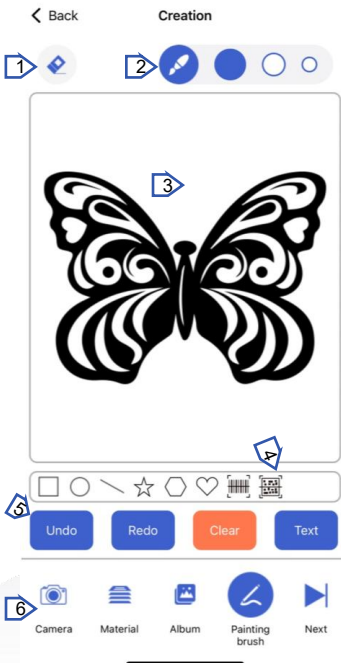 Back
Creation
1
2
3
4
5
Undo
Redo
Clear
Text
6
Camera
Material
Album
Painting
brush
Next